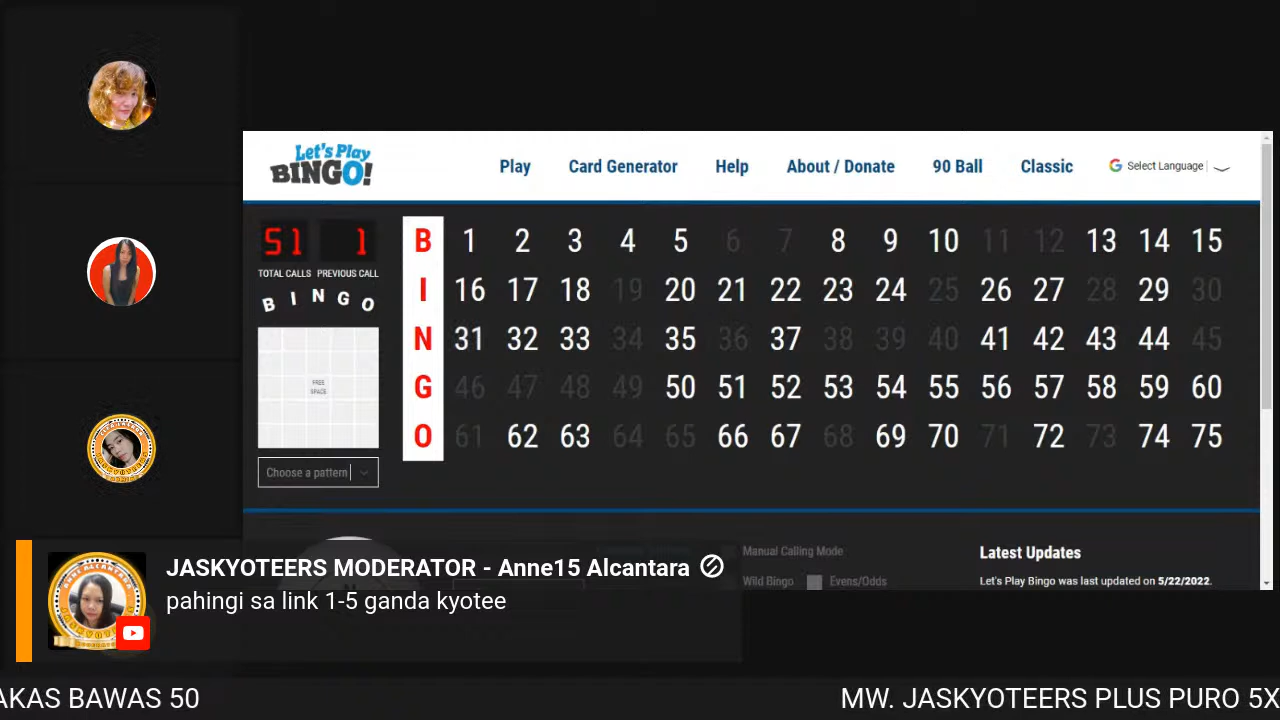 Let's Play
BINGO!
Play Card Generator Help About / Donate 90 Ball Classic Select Language
51 1
TOTAL CALLS PREVIOUS CALL
B I N G O
FREE
SPACE
Choose a pattern
B 1 2 3 4 5 6 7 8 9 10 11 12 13 14 15
I 16 17 18 19 20 21 22 23 24 25 26 27 28 29 30
N 31 32 33 34 35 36 37 38 39 40 41 42 43 44 45
G 46 47 48 49 50 51 52 53 54 55 56 57 58 59 60
O 61 62 63 64 65 66 67 68 69 70 71 72 73 74 75
Manual Calling Mode
Wild Bingo Evens/Odds
Latest Updates
Let's Play Bingo was last updated on 5/22/2022.
JASKYOTEERS MODERATOR - Anne15 Alcantara
pahingi sa link 1-5 ganda kyotee
AKAS BAWAS 50 MW. JASKYOTEERS PLUS PURO 5X